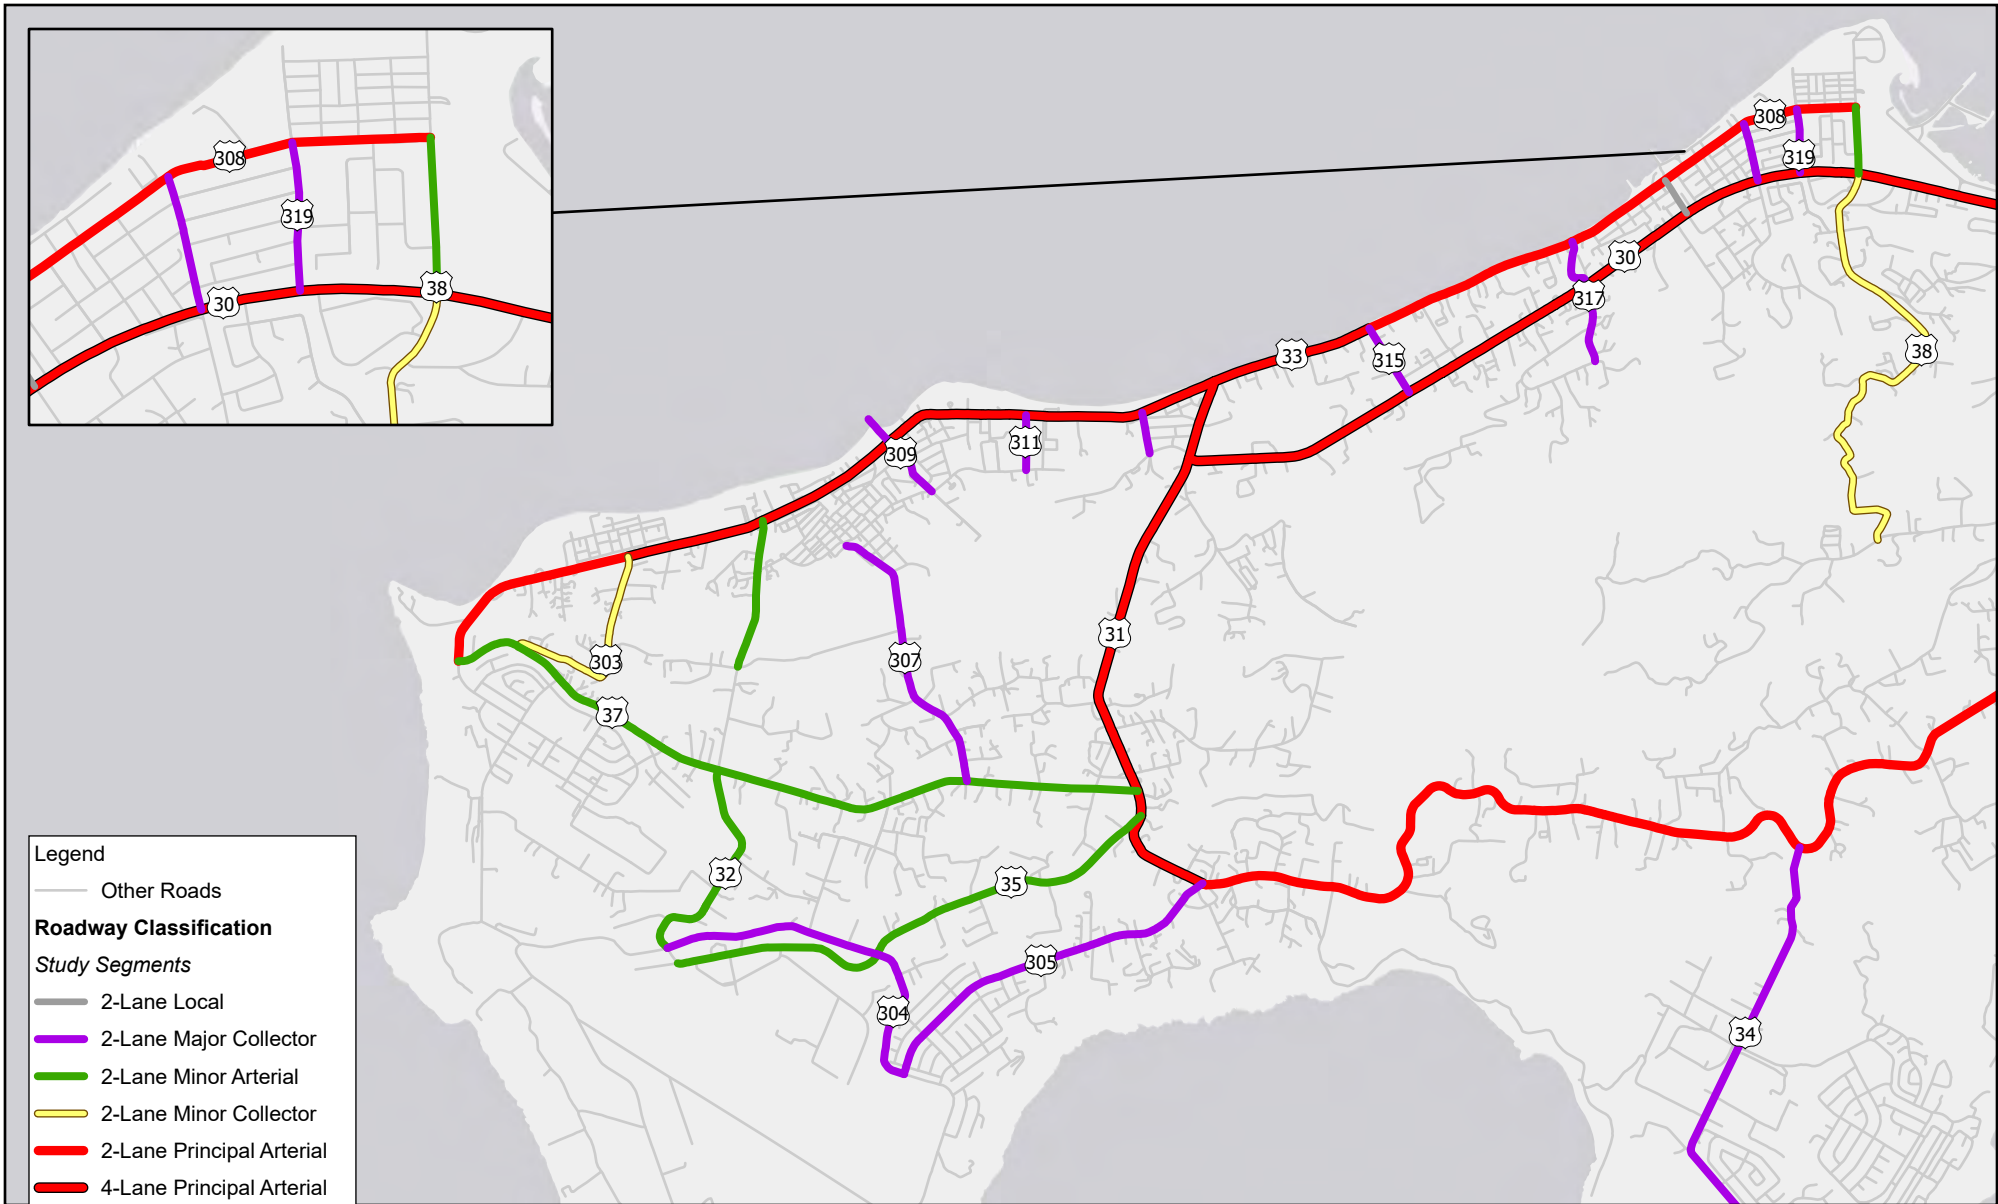 308
319
30
38
308
319
30
317
38
33
315
311
309
31
303
307
37
32
35
305
304
34
Legend
Other Roads
Roadway Classification
Study Segments
2-Lane Local
2-Lane Major Collector
2-Lane Minor Arterial
2-Lane Minor Collector
2-Lane Principal Arterial
4-Lane Principal Arterial